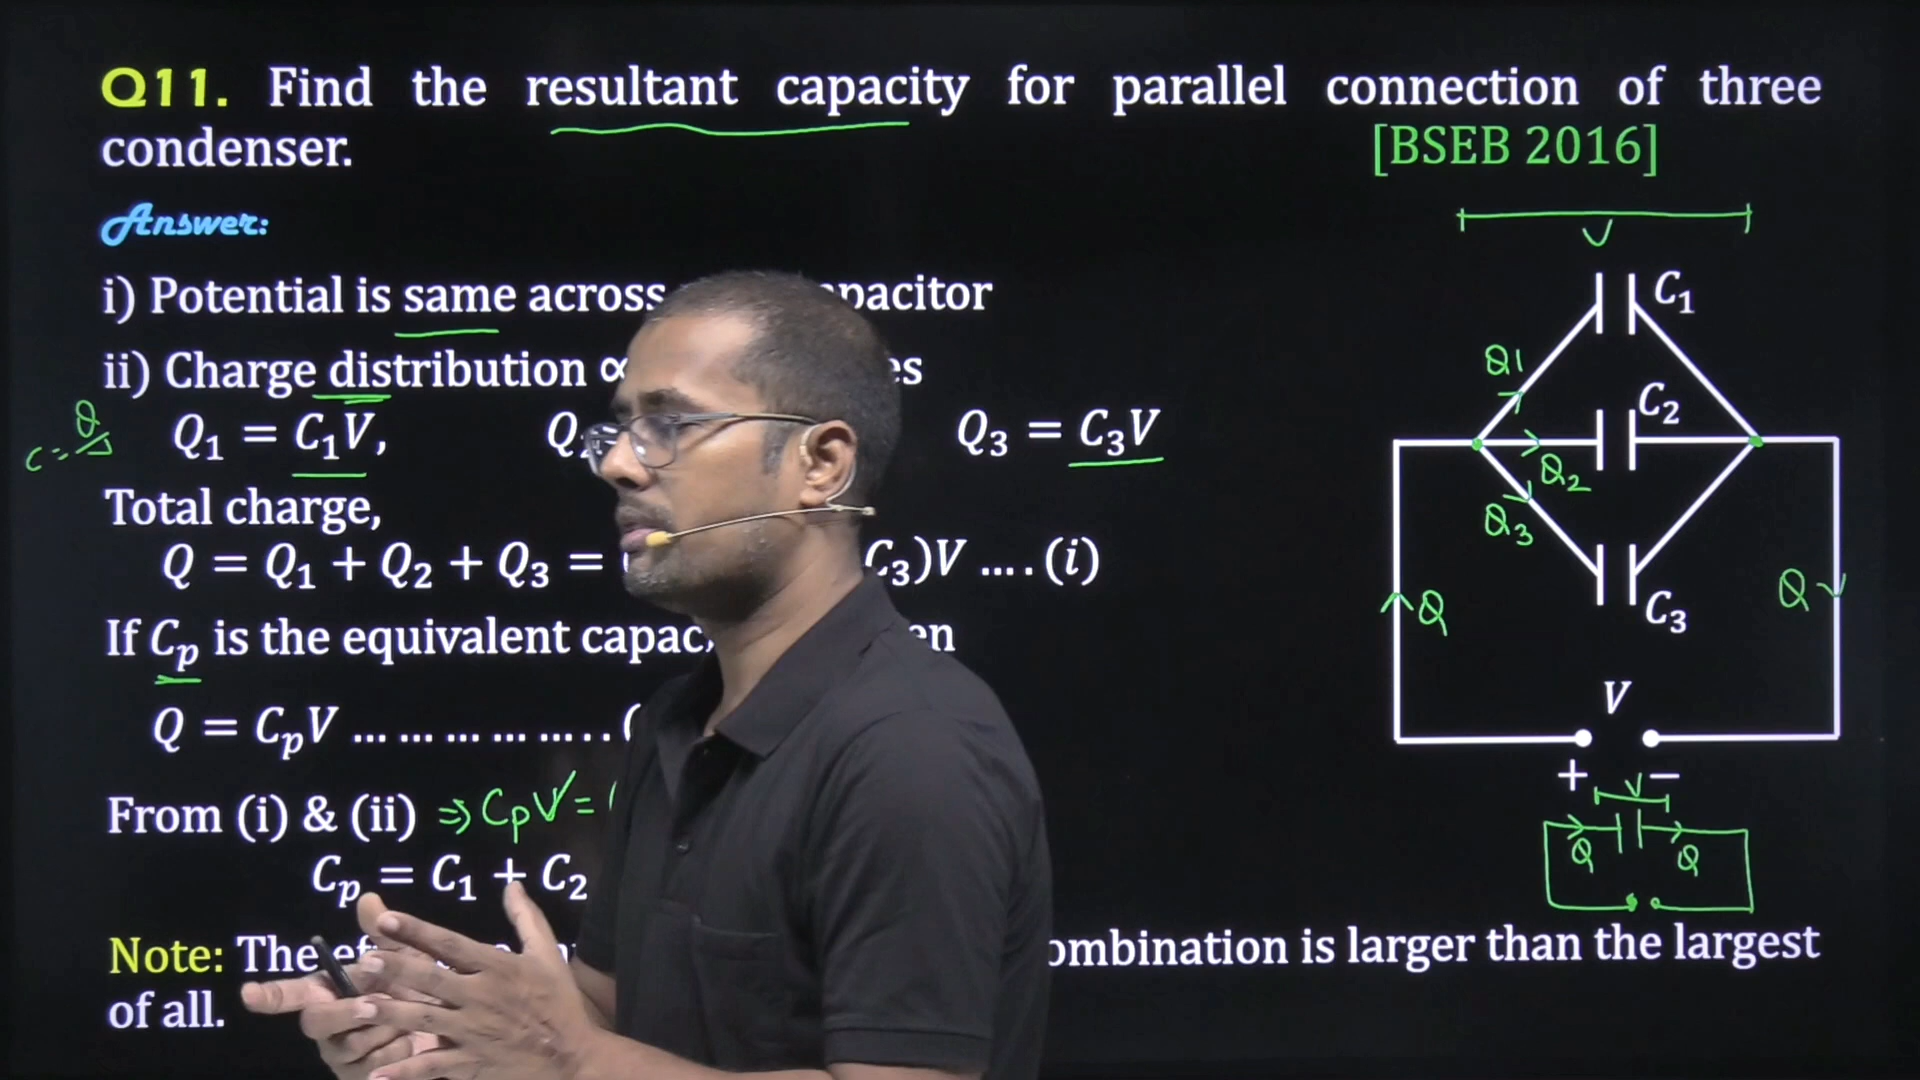 Q11. Find the resultant capacity for parallel connection of three
condenser. [BSEB 2016]
Answer:
i) Potential is same across pacitor
ii) Charge distribution ∝ es
C = Q/V
Q₁ = C₁V, Q₂ Q₃ = C₃V
Total charge,
Q = Q₁ + Q₂ + Q₃ = ( C₃)V .... (i)
If Cₚ is the equivalent capac en
Q = CₚV ... ... ... ... ... . . (
From (i) & (ii) ⇒ CₚV = (
Cₚ = C₁ + C₂
Note: The ef ombination is larger than the largest
of all.
V
C₁
Q1
C₂
Q₂
Q₃
C₃
Q Q
V
+ −
V
Q Q